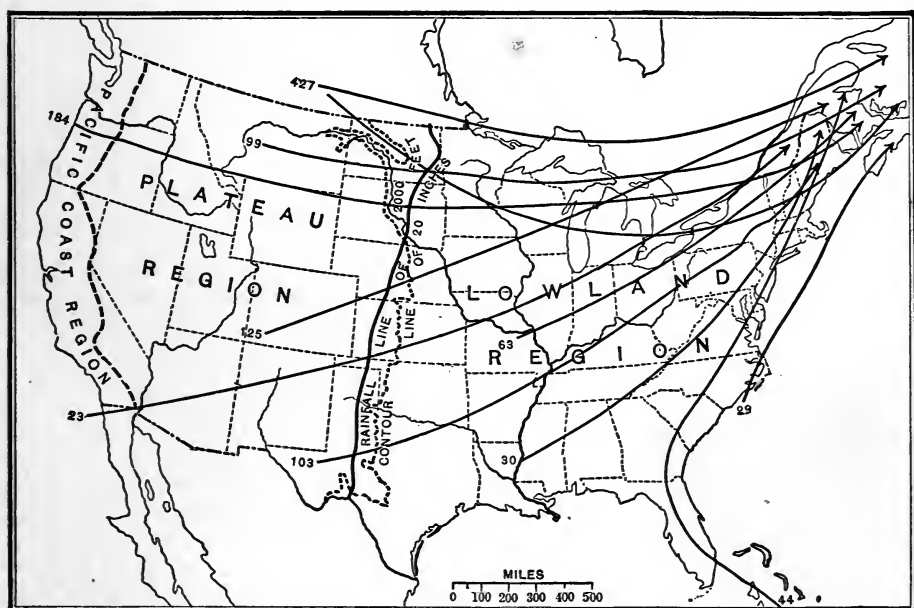 427
184
99
PACIFIC COAST REGION
PLATEAU
REGION
LOWLAND
REGION
RAINFALL LINE OF 20 INCHES
CONTOUR LINE OF 2000 FEET
125
63
23
103
30
29
44
MILES
0 100 200 300 400 500